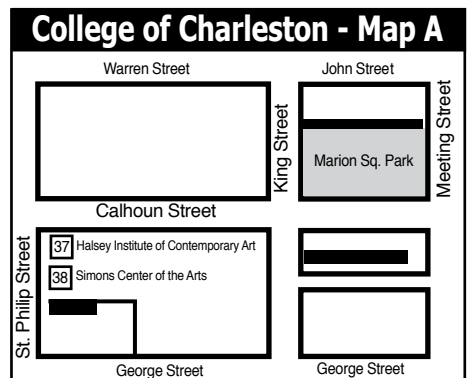 College of Charleston - Map A
Warren Street
John Street
King Street
Meeting Street
Marion Sq. Park
Calhoun Street
St. Philip Street
37 Halsey Institute of Contemporary Art
38 Simons Center of the Arts
George Street
George Street